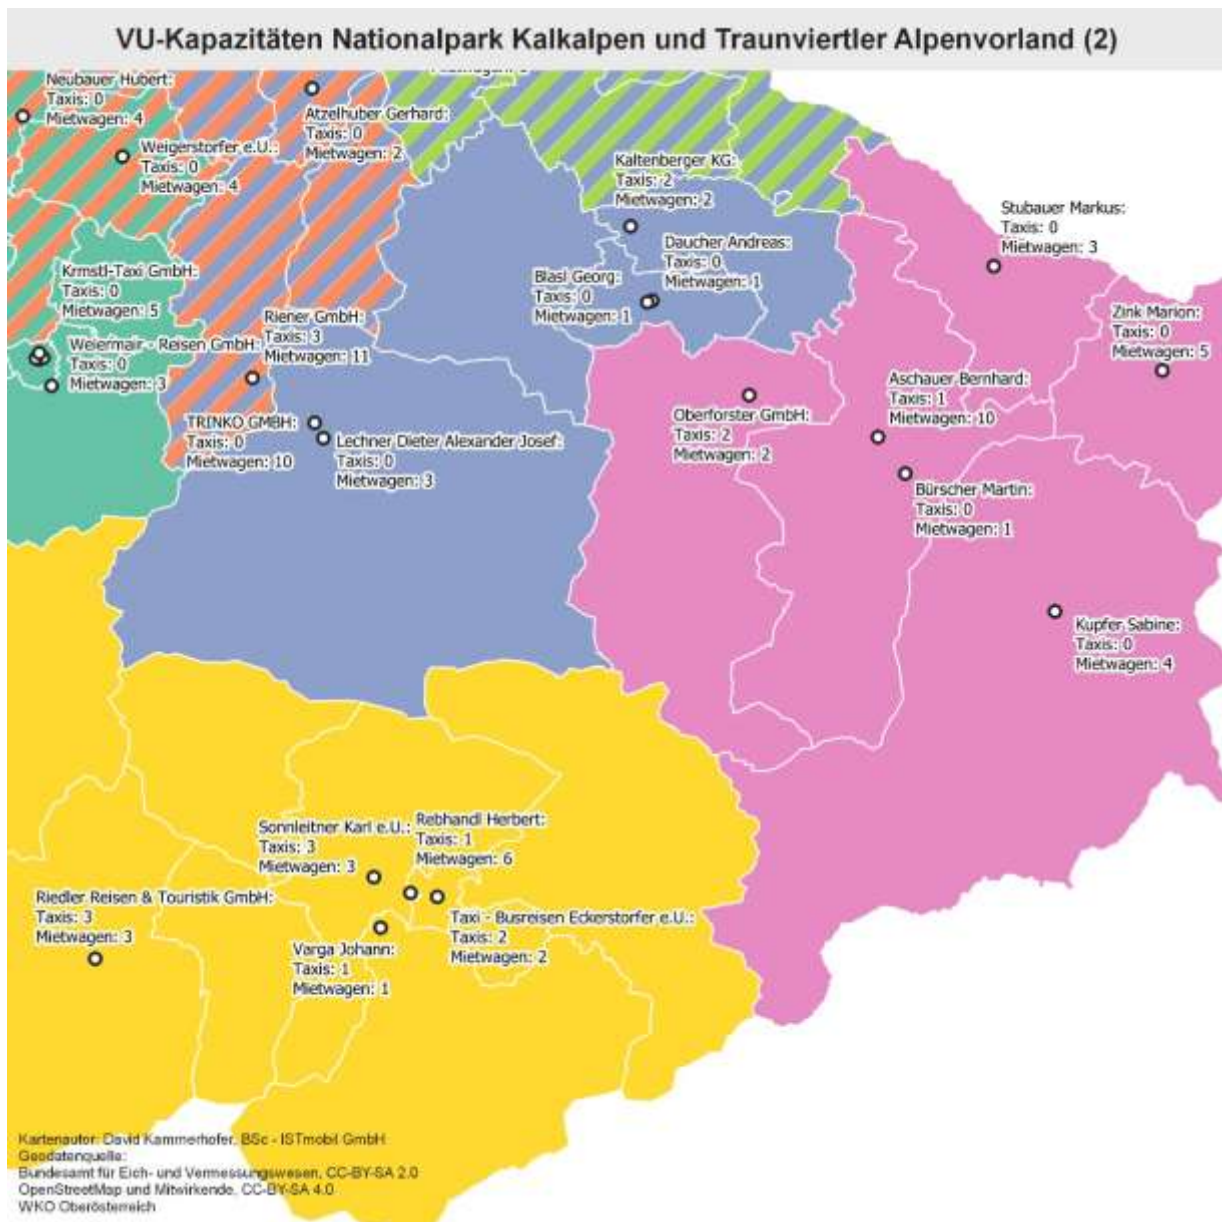 VU-Kapazitäten Nationalpark Kalkalpen und Traunviertler Alpenvorland (2)
Neubauer Hubert:
Taxis: 0
Mietwagen: 4
Weigerstorfer e.U.:
Taxis: 0
Mietwagen: 4
Atzelhuber Gerhard:
Taxis: 0
Mietwagen: 2
Kaltenberger KG:
Taxis: 2
Mietwagen: 2
Stubauer Markus:
Taxis: 0
Mietwagen: 3
Daucher Andreas:
Taxis: 0
Mietwagen: 1
Blasl Georg:
Taxis: 0
Mietwagen: 1
Krmstl-Taxi GmbH:
Taxis: 0
Mietwagen: 5
Riener GmbH:
Taxis: 3
Mietwagen: 11
Zink Marion:
Taxis: 0
Mietwagen: 5
Weiermair - Reisen GmbH:
Taxis: 0
Mietwagen: 3
Aschauer Bernhard:
Taxis: 1
Mietwagen: 10
Oberforster GmbH:
Taxis: 2
Mietwagen: 2
TRINKO GMBH:
Taxis: 0
Mietwagen: 10
Lechner Dieter Alexander Josef:
Taxis: 0
Mietwagen: 3
Bürscher Martin:
Taxis: 0
Mietwagen: 1
Kupfer Sabine:
Taxis: 0
Mietwagen: 4
Rebhandl Herbert:
Taxis: 1
Mietwagen: 6
Sonnleitner Karl e.U.:
Taxis: 3
Mietwagen: 3
Riedler Reisen & Touristik GmbH:
Taxis: 3
Mietwagen: 3
Taxi - Busreisen Eckerstorfer e.U.:
Taxis: 2
Mietwagen: 2
Varga Johann:
Taxis: 1
Mietwagen: 1
Kartenautor: David Kammerhofer, BSc - ISTmobil GmbH
Geodatenquelle:
Bundesamt für Eich- und Vermessungswesen, CC-BY-SA 2.0
OpenStreetMap und Mitwirkende, CC-BY-SA 4.0
WKO Oberösterreich